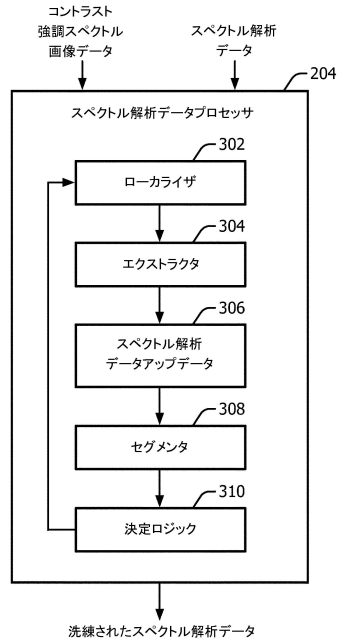 コントラスト
強調スペクトル
画像データ
スペクトル解析
データ
204
スペクトル解析データプロセッサ
302
ローカライザ
304
エクストラクタ
306
スペクトル解析
データアップデータ
308
セグメンタ
310
決定ロジック
洗練されたスペクトル解析データ